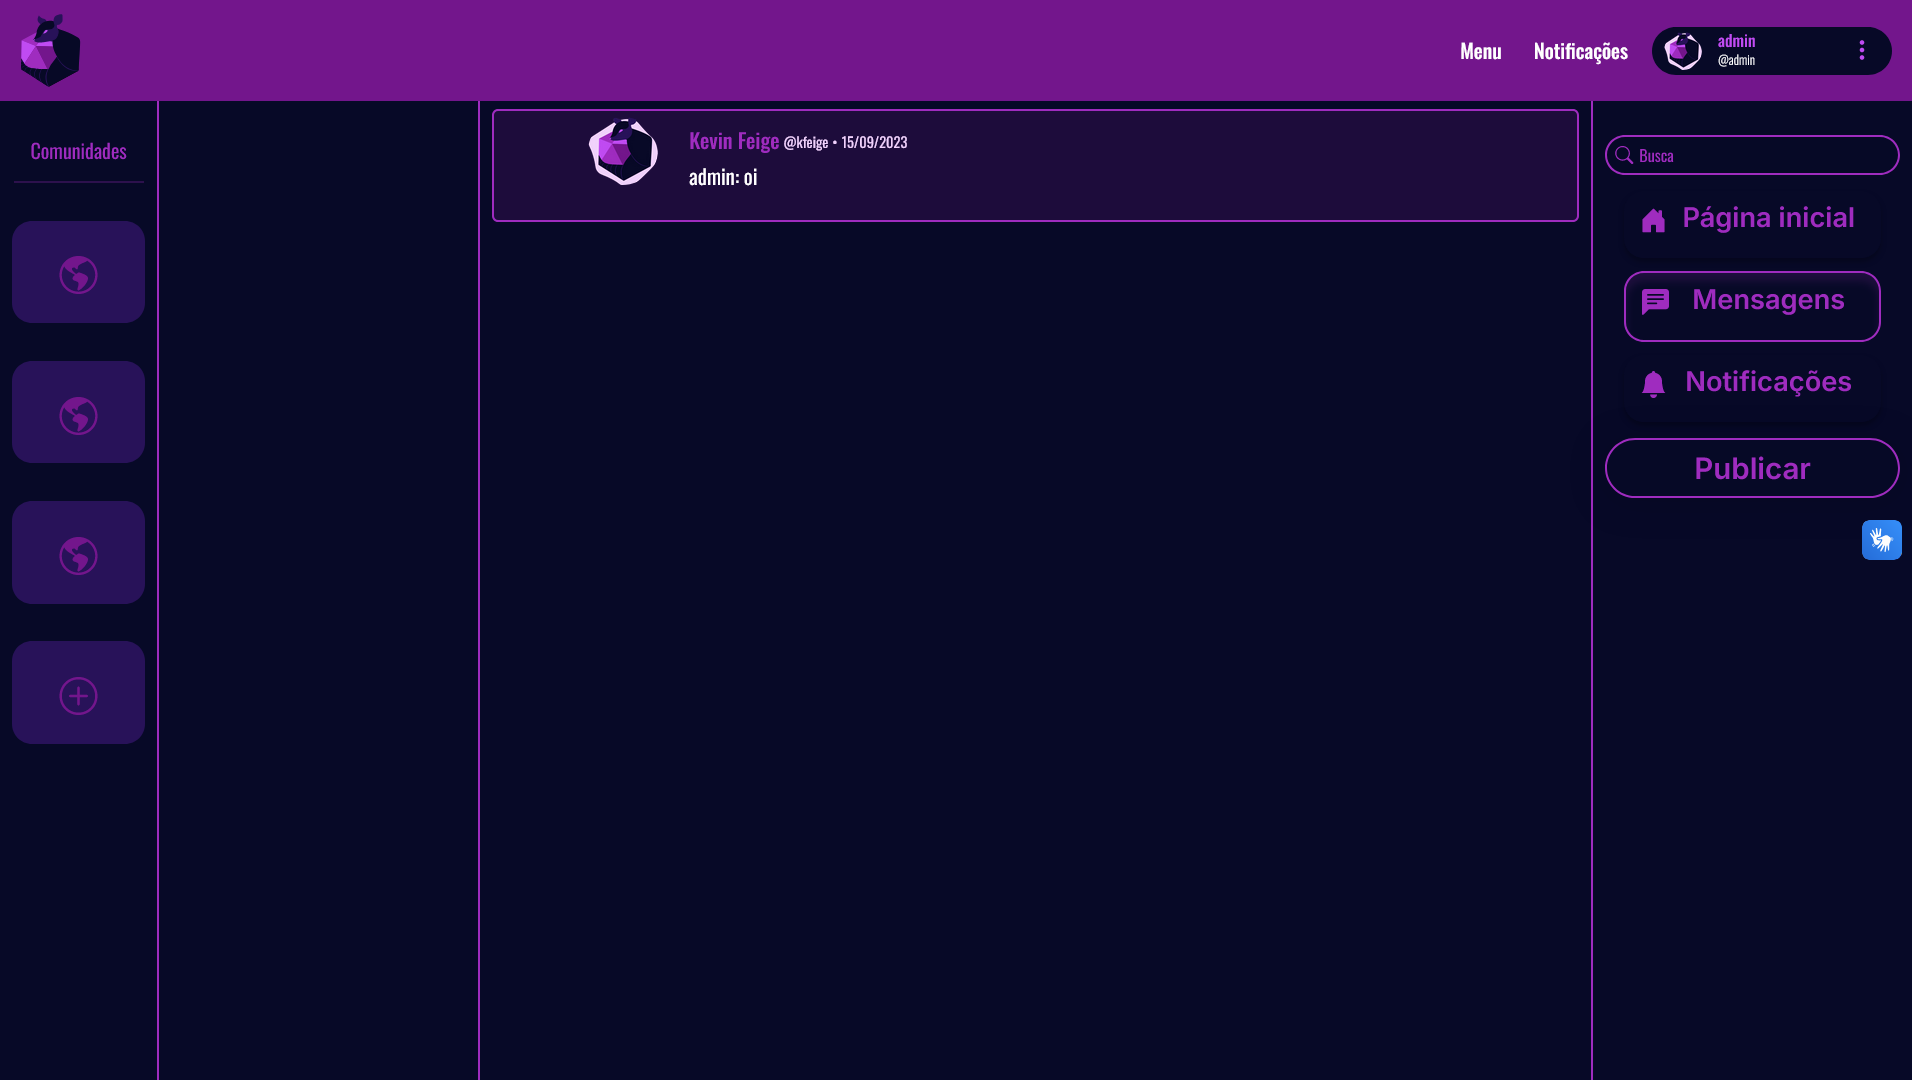 Menu
Notificações
admin
@admin
Comunidades
Kevin Feige @kfeige • 15/09/2023
admin: oi
Busca
Página inicial
Mensagens
Notificações
Publicar